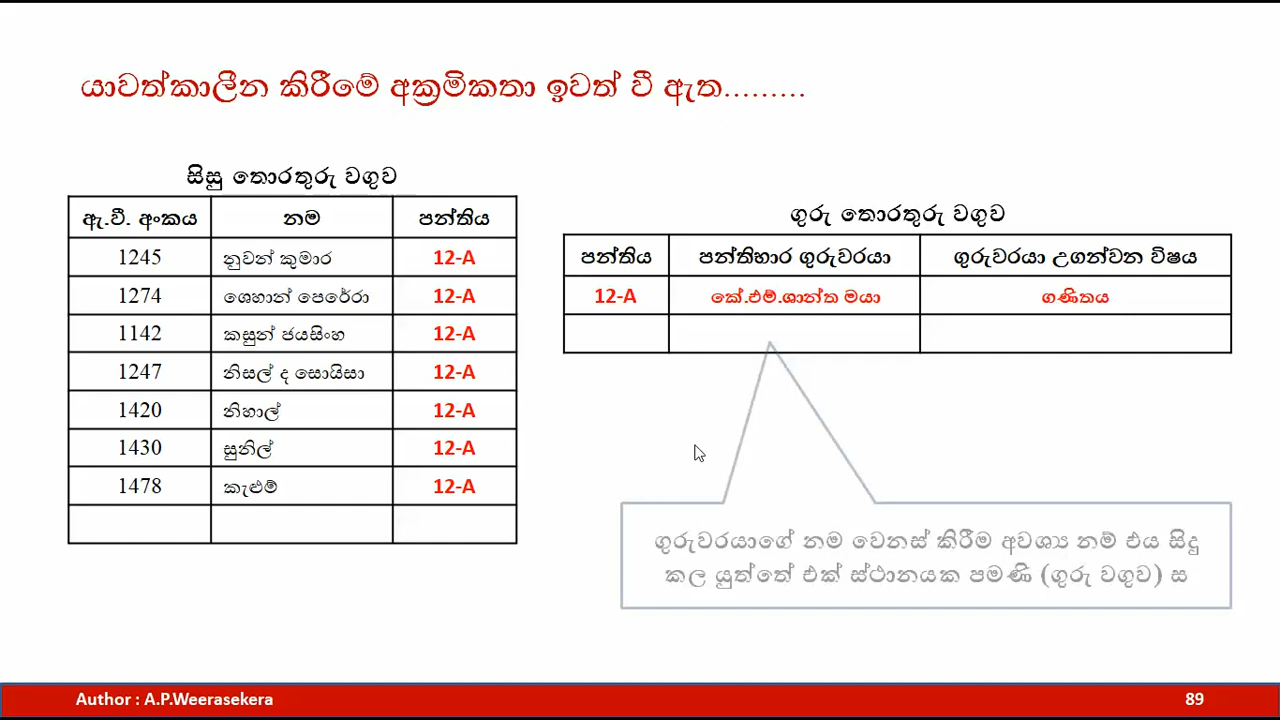 යාවත්කාලීන කිරීමේ අක්‍රමිකතා ඉවත් වී ඇත.........
සිසු තොරතුරු වගුව
ඇ.වී. අංකය නම පන්තිය
1245 නුවන් කුමාර 12-A
1274 ශෙහාන් පෙරේරා 12-A
1142 කසුන් ජයසිංහ 12-A
1247 නිසල් ද සොයිසා 12-A
1420 නිහාල් 12-A
1430 සුනිල් 12-A
1478 කැළුම් 12-A
ගුරු තොරතුරු වගුව
පන්තිය පන්තිභාර ගුරුවරයා ගුරුවරයා උගන්වන විෂය
12-A කේ.එම්.ශාන්ත මයා ගණිතය
ගුරුවරයාගේ නම වෙනස් කිරීම අවශ්‍ය නම් එය සිදු
කල යුත්තේ එක් ස්ථානයක පමණි (ගුරු වගුව) ස
Author : A.P.Weerasekera 89